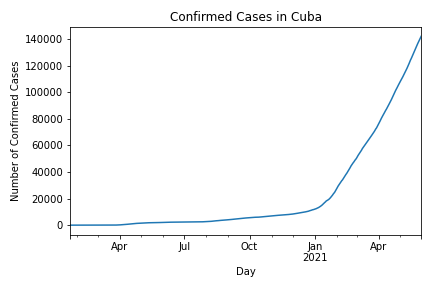 Confirmed Cases in Cuba
Number of Confirmed Cases
140000
120000
100000
80000
60000
40000
20000
0
Apr
Jul
Oct
Jan
2021
Apr
Day